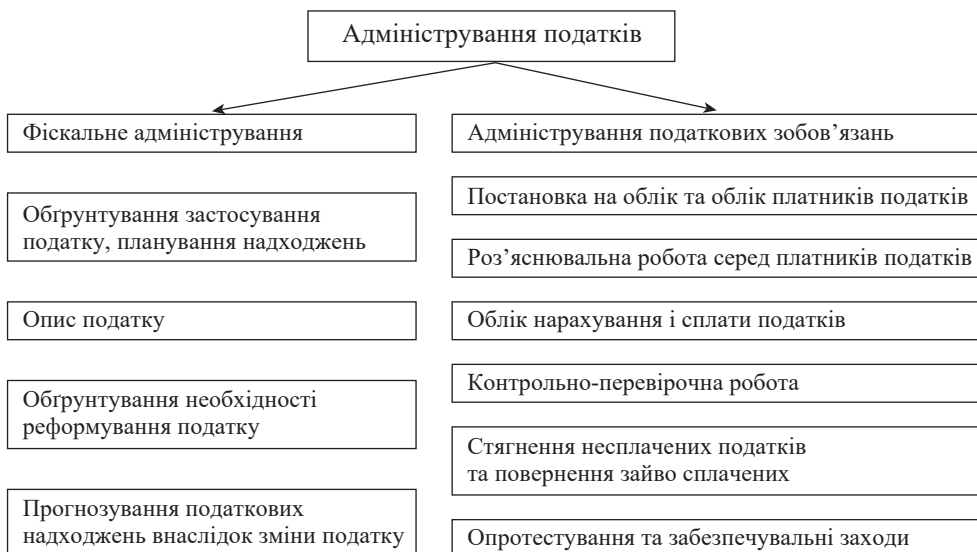 Адміністрування податків
Фіскальне адміністрування
Обґрунтування застосування
податку, планування надходжень
Опис податку
Обґрунтування необхідності
реформування податку
Прогнозування податкових
надходжень внаслідок зміни податку
Адміністрування податкових зобов’язань
Постановка на облік та облік платників податків
Роз’яснювальна робота серед платників податків
Облік нарахування і сплати податків
Контрольно-перевірочна робота
Стягнення несплачених податків
та повернення зайво сплачених
Опротестування та забезпечувальні заходи